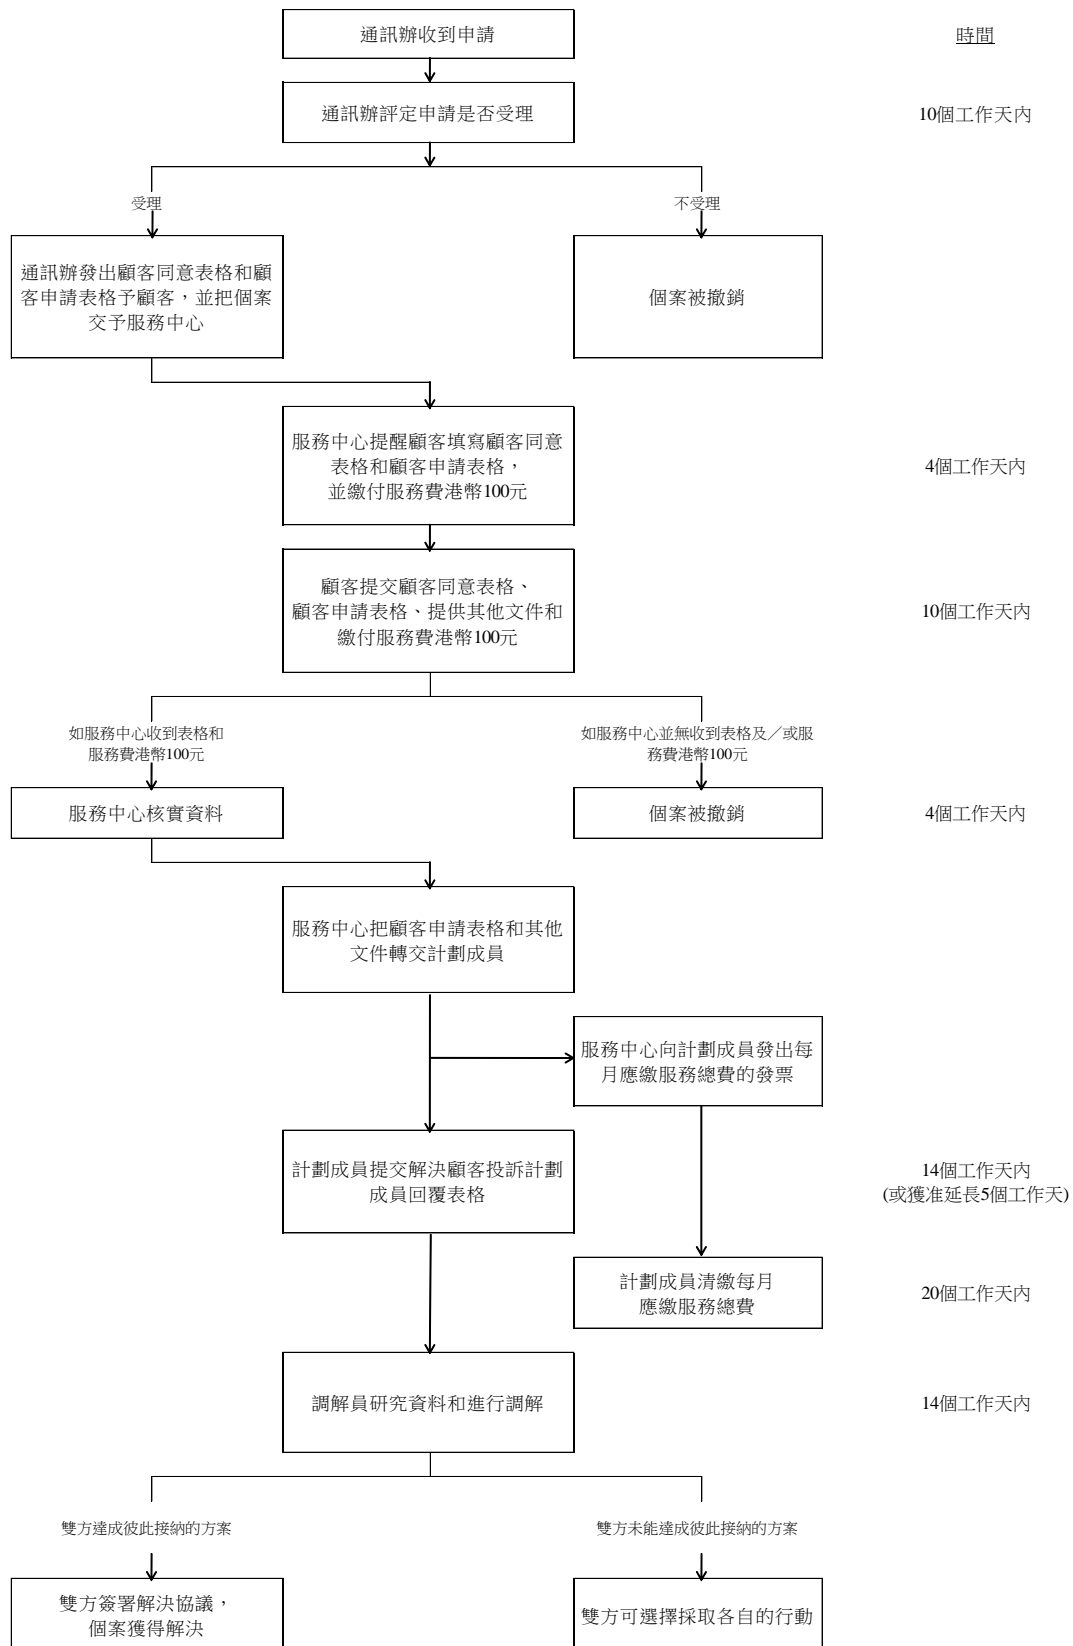 通訊辦收到申請
時間
通訊辦評定申請是否受理
10個工作天內
受理
不受理
通訊辦發出顧客同意表格和顧
客申請表格予顧客，並把個案
交予服務中心
個案被撤銷
服務中心提醒顧客填寫顧客同意
表格和顧客申請表格，
並繳付服務費港幣100元
4個工作天內
顧客提交顧客同意表格、
顧客申請表格、提供其他文件和
繳付服務費港幣100元
10個工作天內
如服務中心收到表格和
服務費港幣100元
如服務中心並無收到表格及／或服
務費港幣100元
服務中心核實資料
個案被撤銷
4個工作天內
服務中心把顧客申請表格和其他
文件轉交計劃成員
服務中心向計劃成員發出每
月應繳服務總費的發票
計劃成員提交解決顧客投訴計劃
成員回覆表格
14個工作天內
(或獲准延長5個工作天)
計劃成員清繳每月
應繳服務總費
20個工作天內
調解員研究資料和進行調解
14個工作天內
雙方達成彼此接納的方案
雙方未能達成彼此接納的方案
雙方簽署解決協議，
個案獲得解決
雙方可選擇採取各自的行動